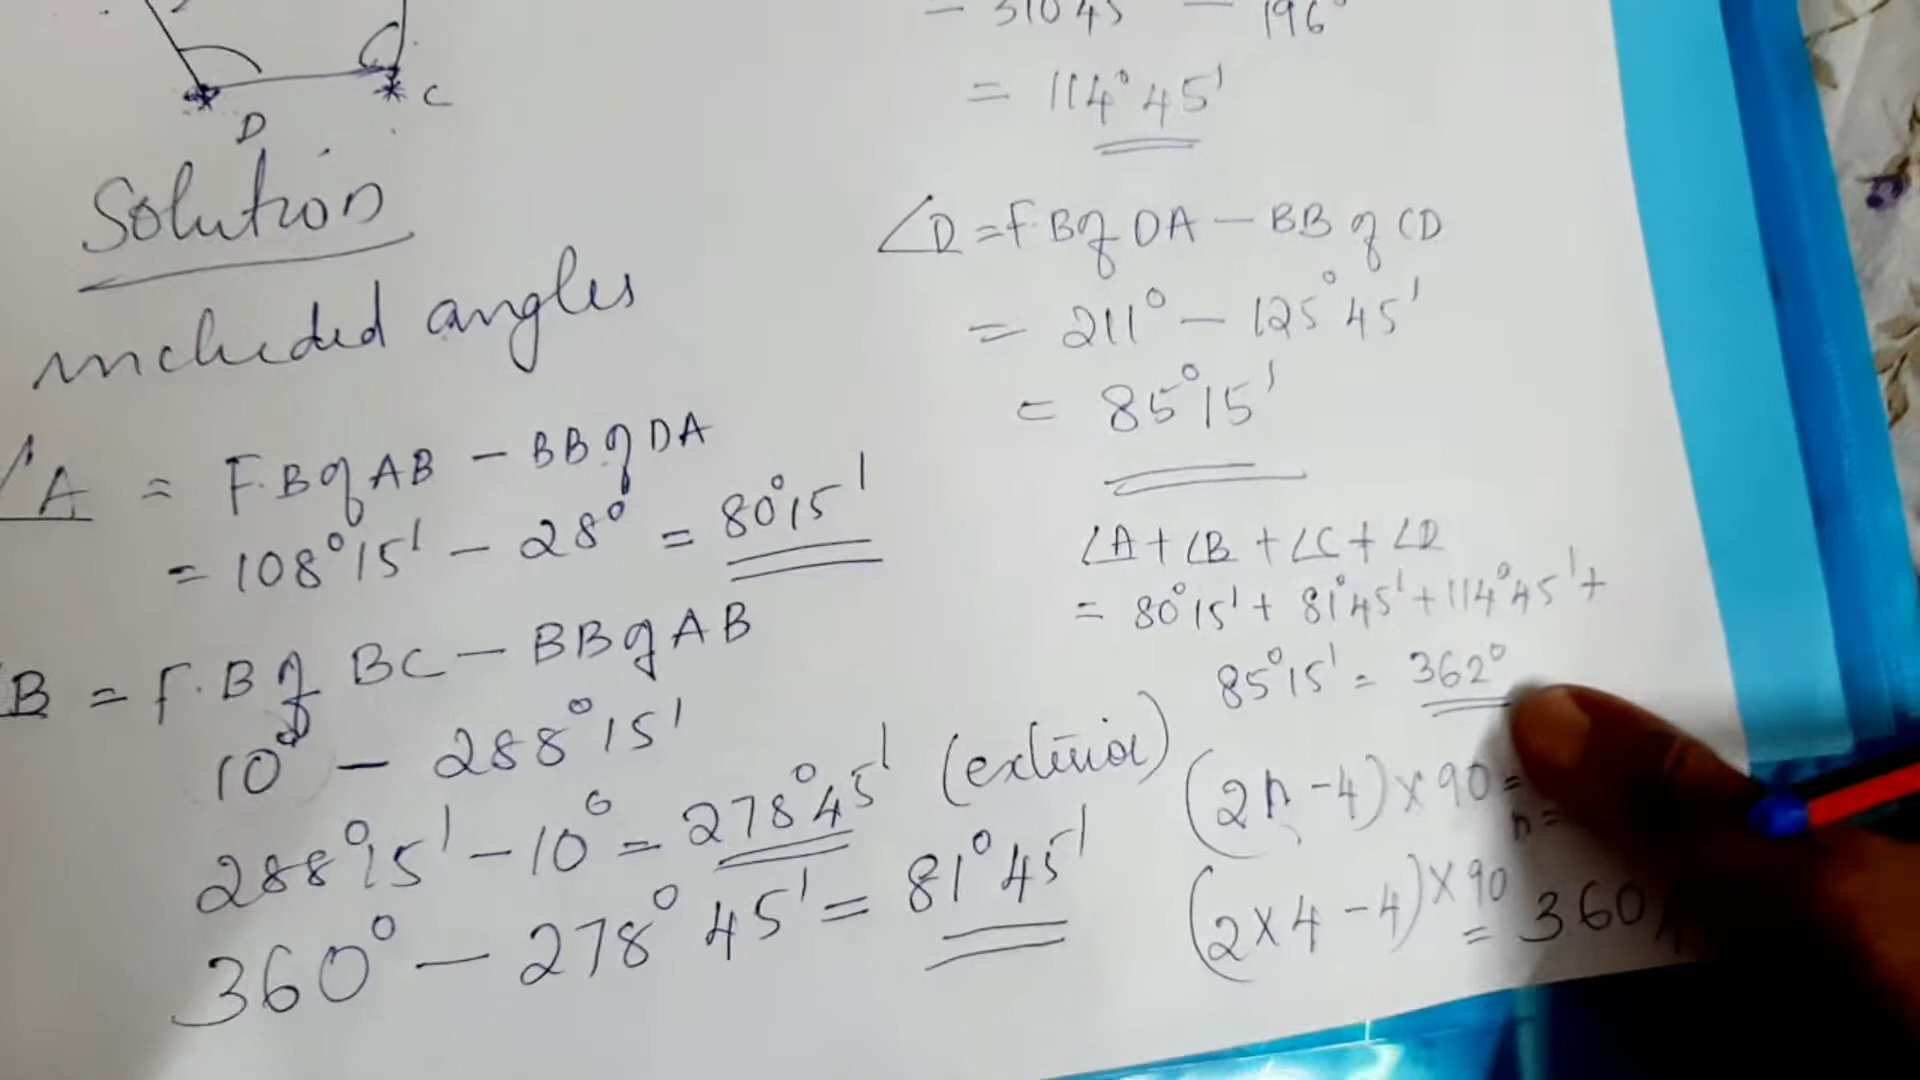 D
C
Solution
included angles
∠A = F.B of AB - BB of DA
= 108°15' - 28° = 80°15'
B = F.B of BC - BB of AB
10° - 288°15'
288°15' - 10° = 278°45' (exterior)
360° - 278°45' = 81°45'
= 310 45 - 196°
= 114°45'
∠D = F.B of DA - BB of CD
= 211° - 125°45'
= 85°15'
∠A + ∠B + ∠C + ∠D
= 80°15' + 81°45' + 114°45' +
85°15' = 362°
(2n - 4) × 90 =
n =
(2×4 - 4) × 90
= 360